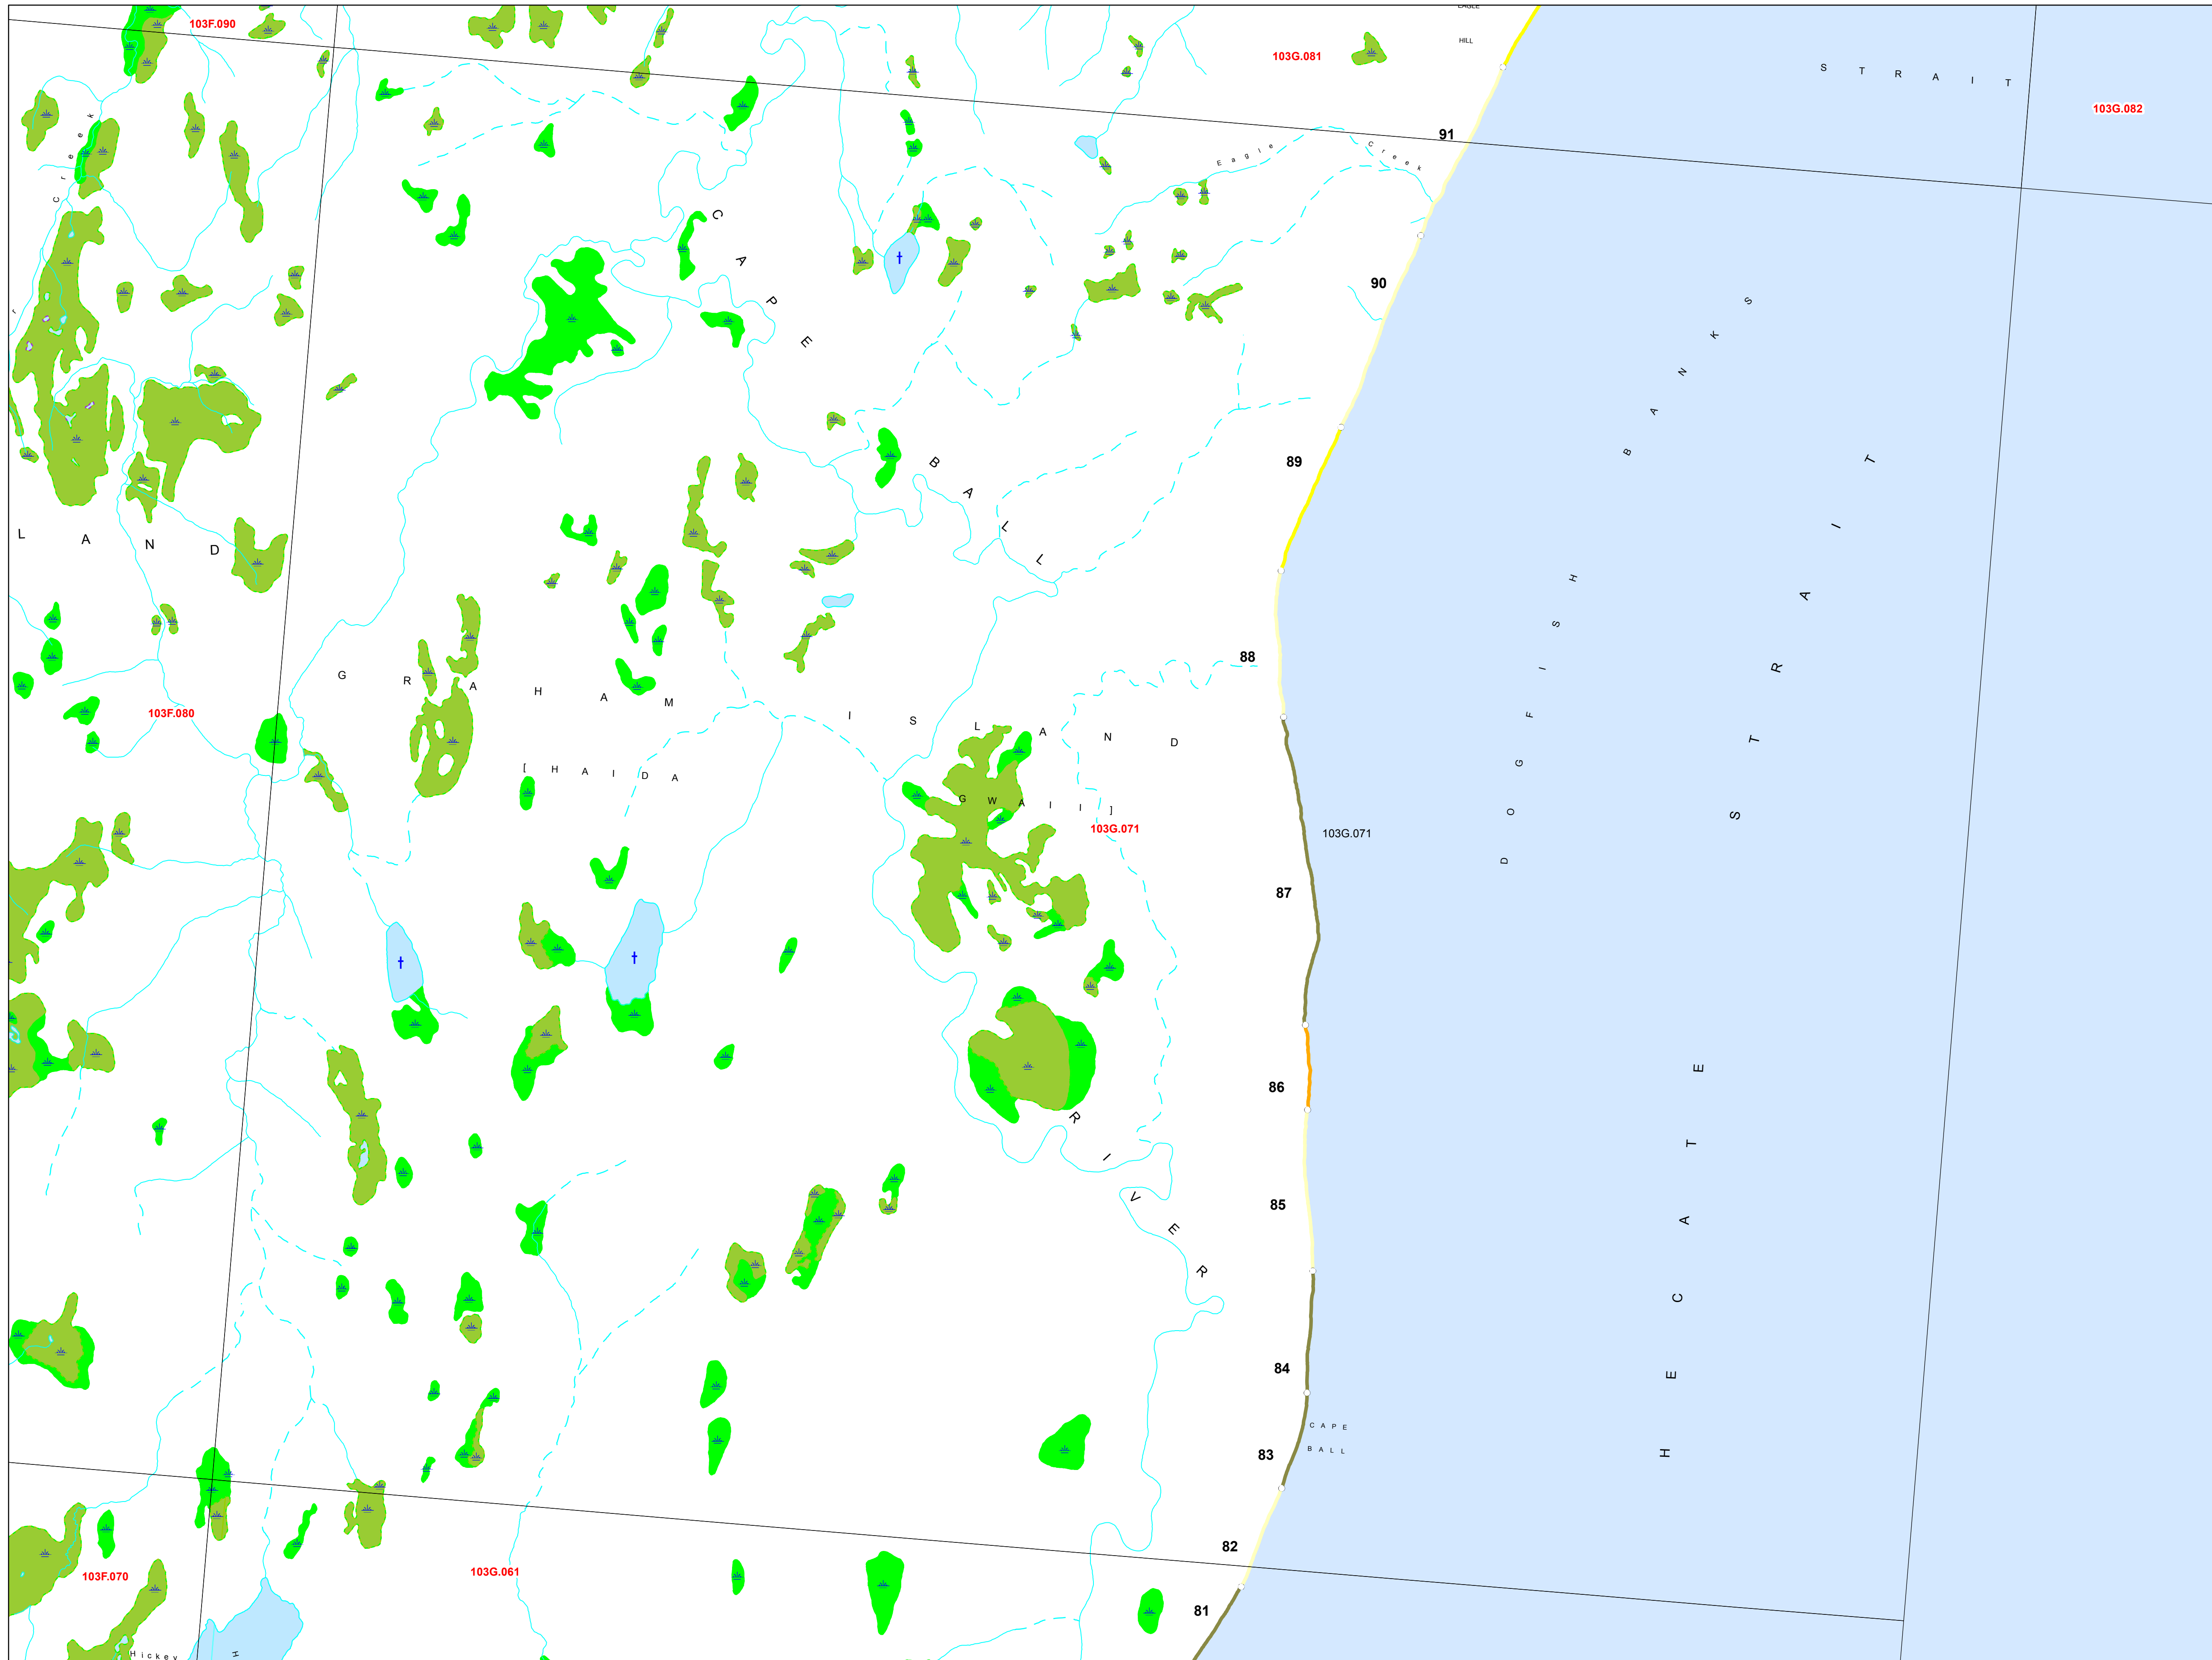 103F.090
EAGLE
HILL
103G.081
STRAIT
103G.082
91
Eagle Creek
Creek
r
90
CAPE BALL RIVER
DOGFISH BANKS
HECATE STRAIT
89
LAND
88
GRAHAM ISLAND
103F.080
[HAIDA GWAII]
103G.071
103G.071
87
86
85
84
CAPE
BALL
83
82
103F.070
103G.061
81
Hickey
H